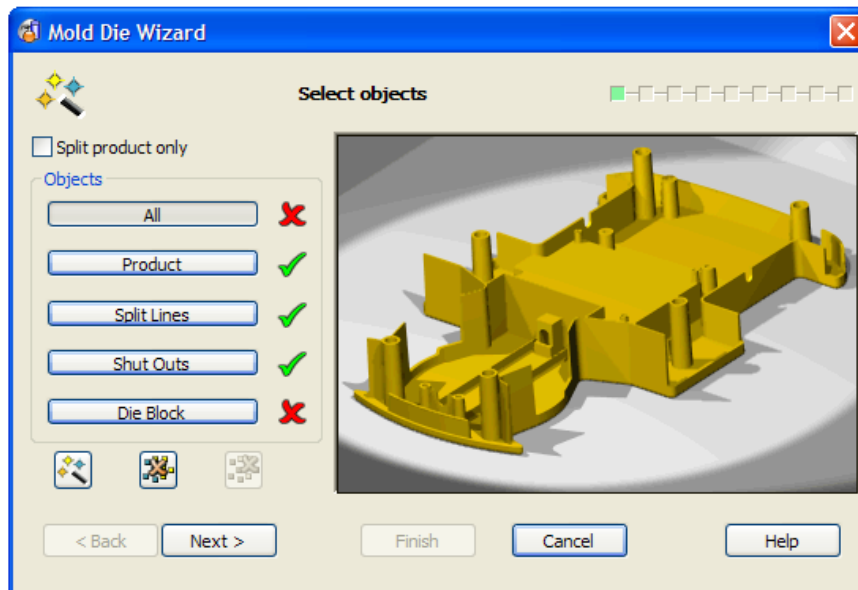 Mold Die Wizard
Select objects
Split product only
Objects
All
Product
Split Lines
Shut Outs
Die Block
< Back
Next >
Finish
Cancel
Help